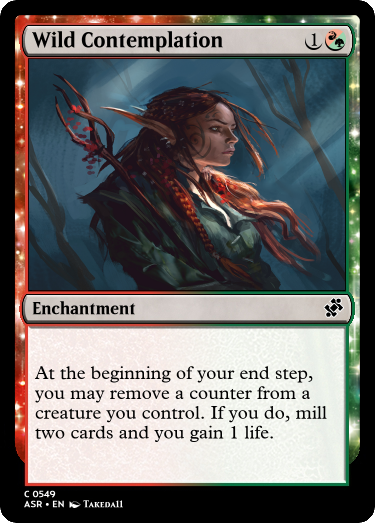 Wild Contemplation 1
Enchantment
At the beginning of your end step,
you may remove a counter from a
creature you control. If you do, mill
two cards and you gain 1 life.
C 0549
ASR • EN Takeda11